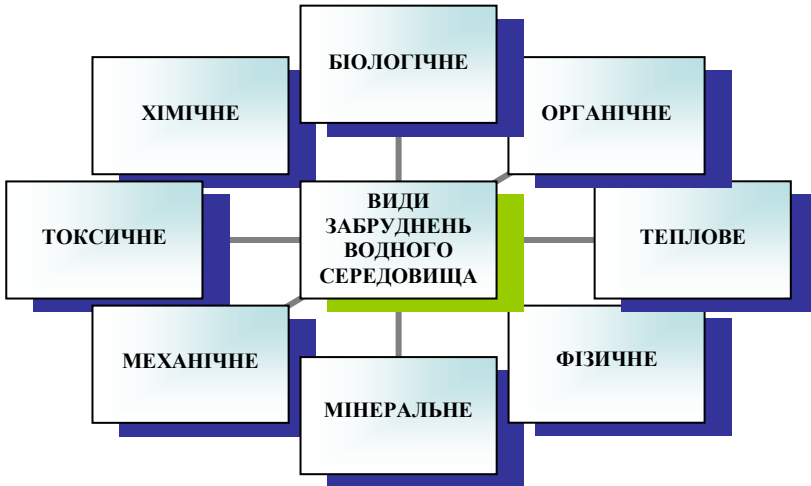 БІОЛОГІЧНЕ
ХІМІЧНЕ
ОРГАНІЧНЕ
ТОКСИЧНЕ
ВИДИ
ЗАБРУДНЕНЬ
ВОДНОГО
СЕРЕДОВИЩА
ТЕПЛОВЕ
МЕХАНІЧНЕ
ФІЗИЧНЕ
МІНЕРАЛЬНЕ